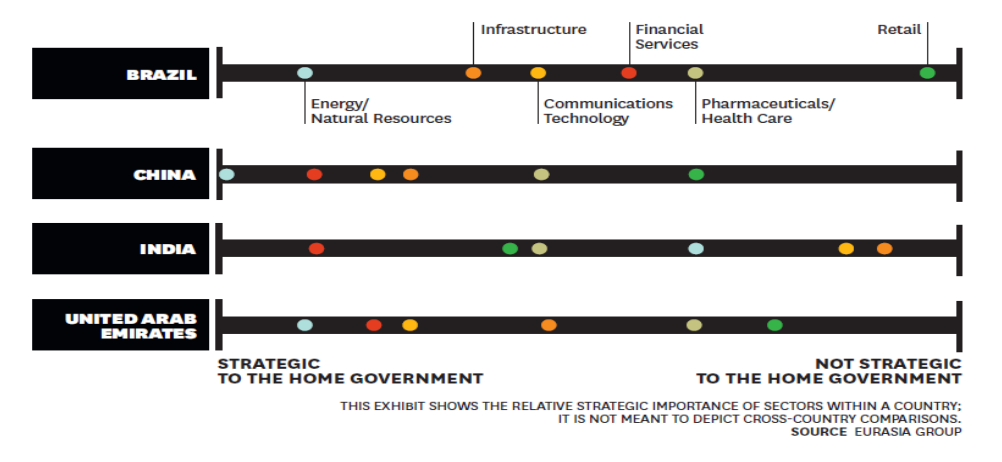 Infrastructure
Financial
Services
Retail
BRAZIL
Energy/
Natural Resources
Communications
Technology
Pharmaceuticals/
Health Care
CHINA
INDIA
UNITED ARAB
EMIRATES
STRATEGIC
TO THE HOME GOVERNMENT
NOT STRATEGIC
TO THE HOME GOVERNMENT
THIS EXHIBIT SHOWS THE RELATIVE STRATEGIC IMPORTANCE OF SECTORS WITHIN A COUNTRY;
IT IS NOT MEANT TO DEPICT CROSS-COUNTRY COMPARISONS.
SOURCE EURASIA GROUP